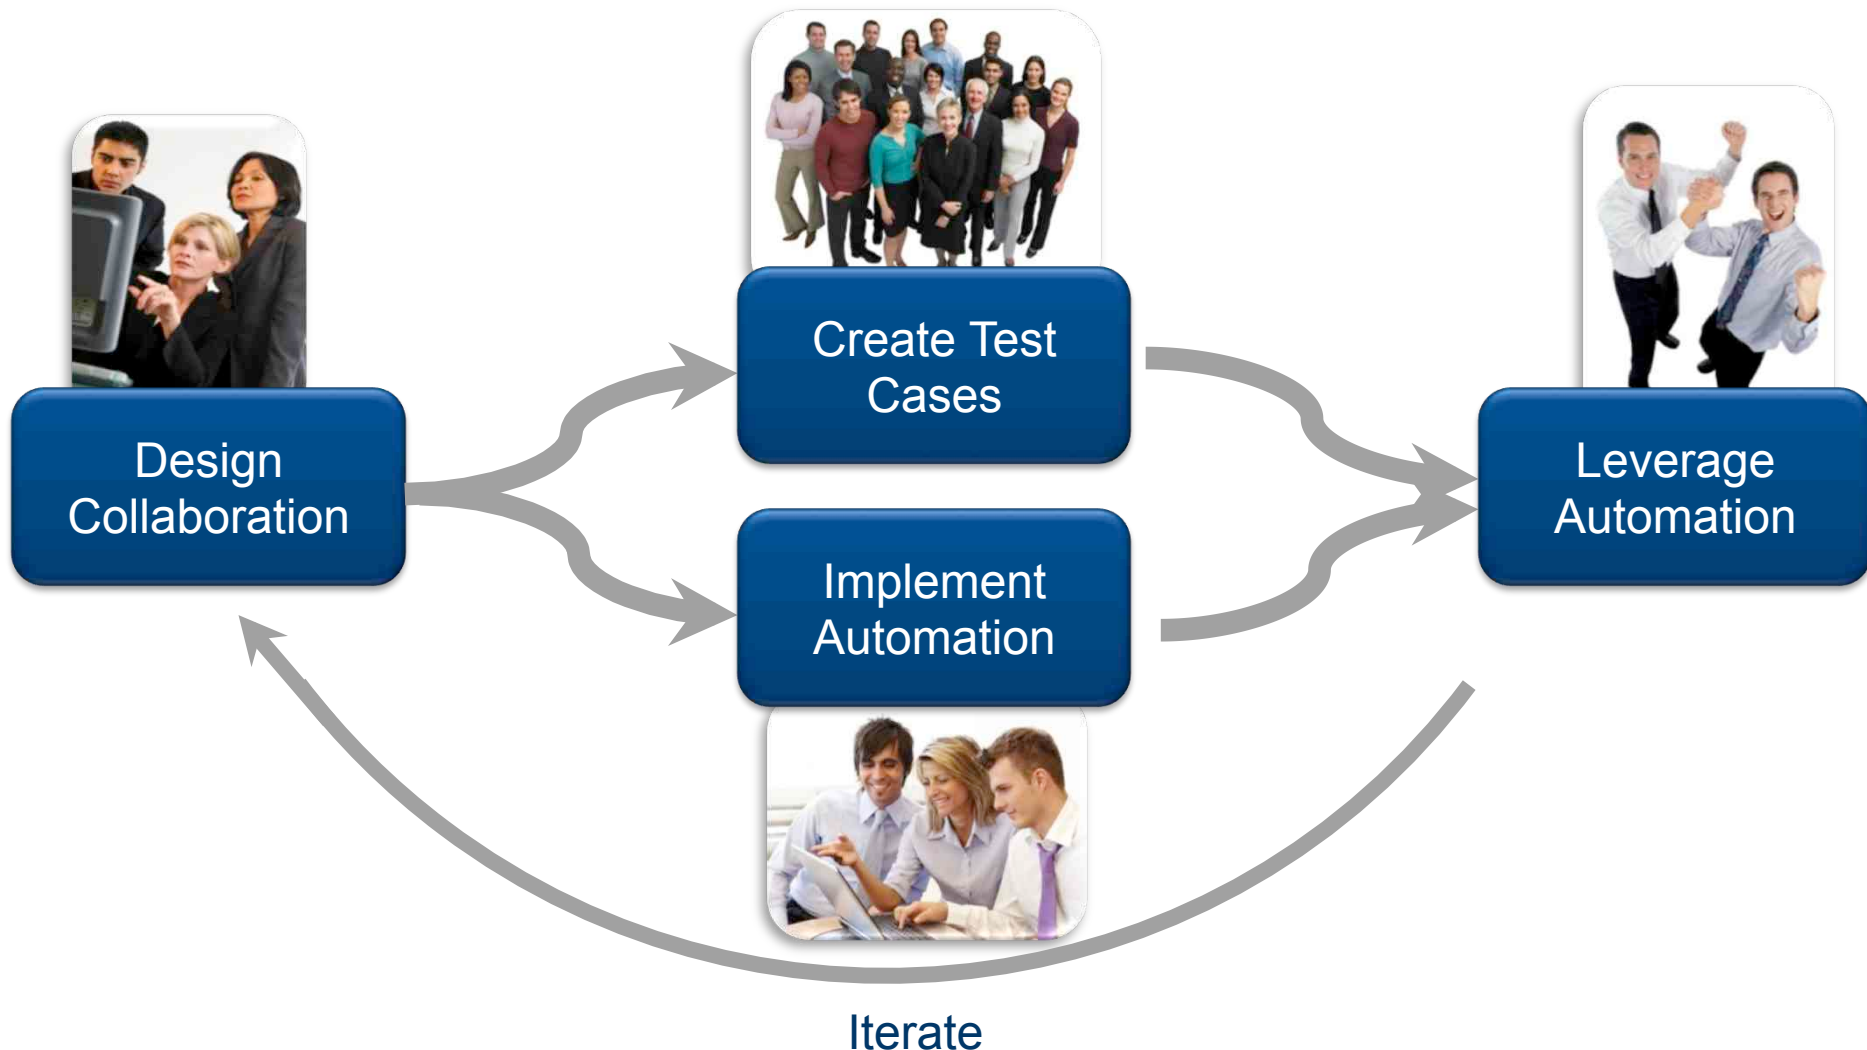 Create Test
Cases
Design
Collaboration
Leverage
Automation
Implement
Automation
Iterate